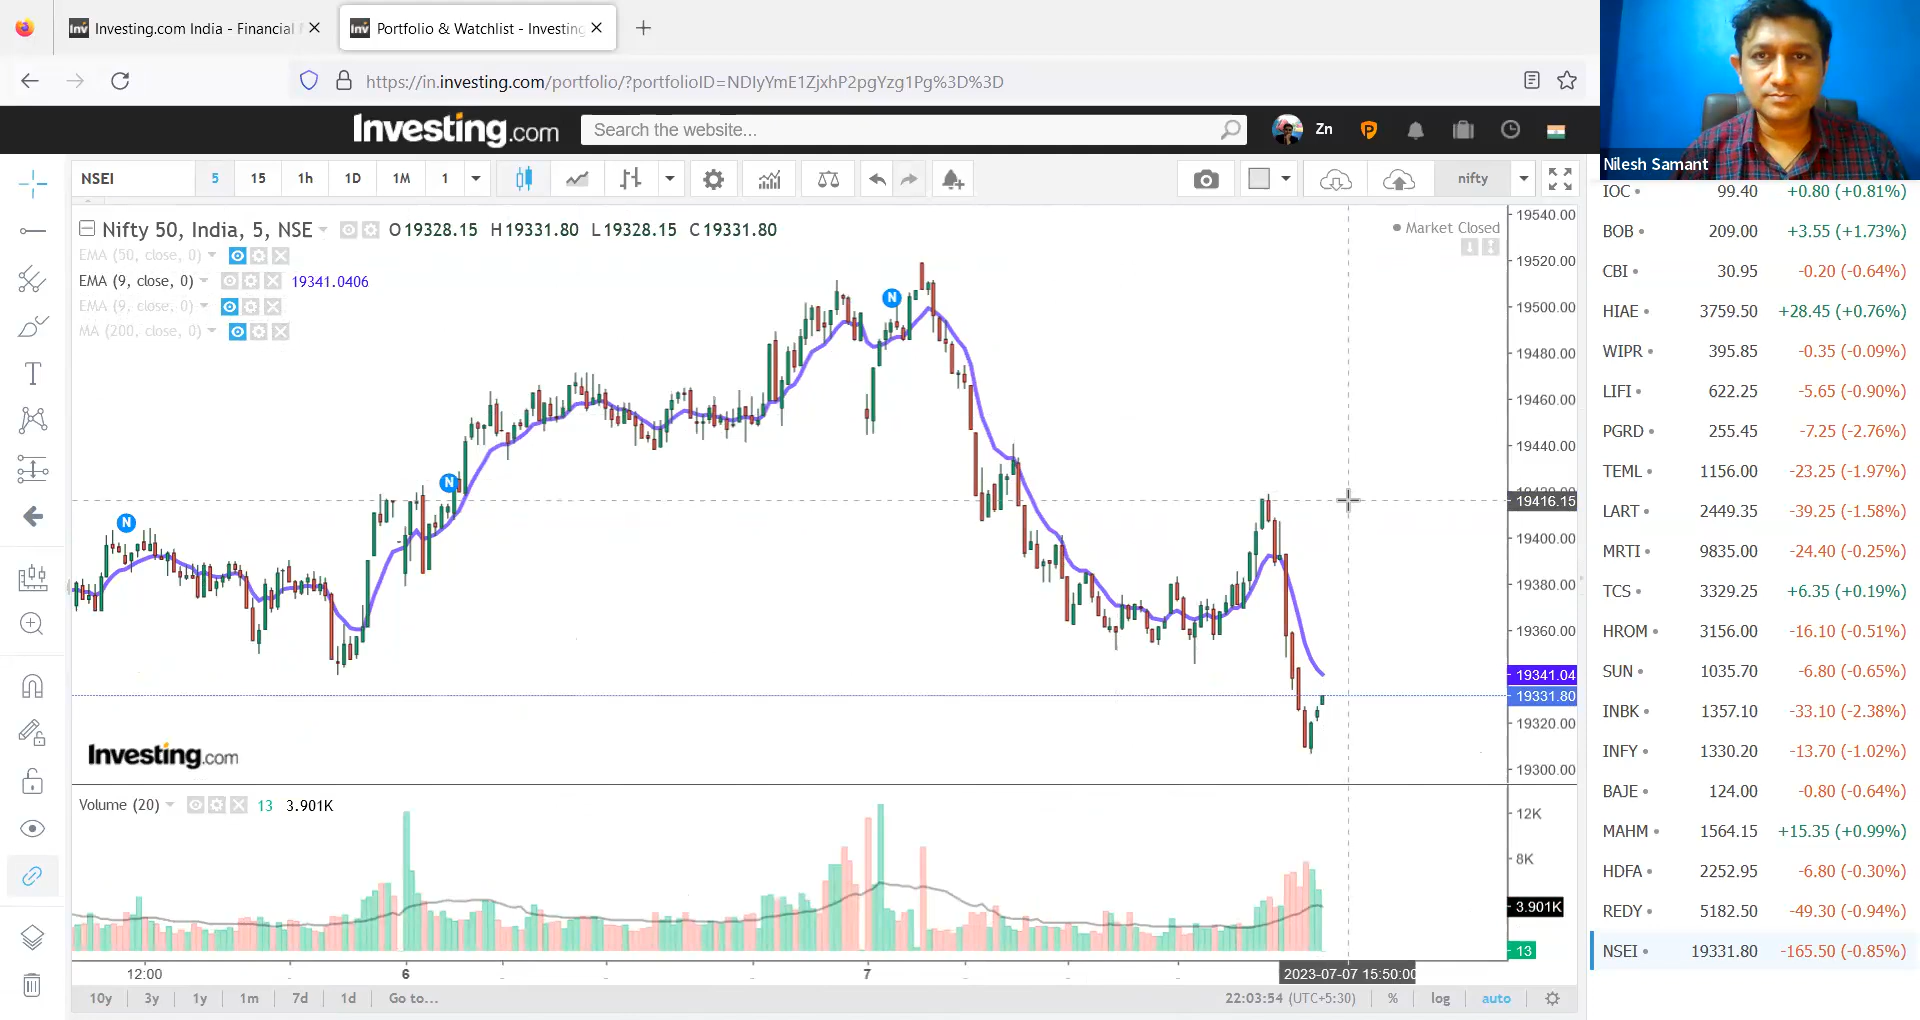 Investing.com India - Financial
Portfolio & Watchlist - Investing
https://in.investing.com/portfolio/?portfolioID=NDIyYmE1ZjxhP2pgYzg1Pg%3D%3D
Investing.com
Search the website...
Zn
Nilesh Samant
NSEI
5
15
1h
1D
1M
1
nifty
Nifty 50, India, 5, NSE
O19328.15 H19331.80 L19328.15 C19331.80
Market Closed
EMA (50, close, 0)
EMA (9, close, 0) 19341.0406
EMA (9, close, 0)
MA (200, close, 0)
N
N
N
19540.00
19520.00
19500.00
19480.00
19460.00
19440.00
19416.15
19400.00
19380.00
19360.00
19341.04
19331.80
19320.00
19300.00
Investing.com
Volume (20) 13 3.901K
12K
8K
3.901K
13
12:00
6
7
2023-07-07 15:50:00
10y 3y 1y 1m 7d 1d Go to...
22:03:54 (UTC+5:30) % log auto
IOC 99.40 +0.80 (+0.81%)
BOB 209.00 +3.55 (+1.73%)
CBI 30.95 -0.20 (-0.64%)
HIAE 3759.50 +28.45 (+0.76%)
WIPR 395.85 -0.35 (-0.09%)
LIFI 622.25 -5.65 (-0.90%)
PGRD 255.45 -7.25 (-2.76%)
TEML 1156.00 -23.25 (-1.97%)
LART 2449.35 -39.25 (-1.58%)
MRTI 9835.00 -24.40 (-0.25%)
TCS 3329.25 +6.35 (+0.19%)
HROM 3156.00 -16.10 (-0.51%)
SUN 1035.70 -6.80 (-0.65%)
INBK 1357.10 -33.10 (-2.38%)
INFY 1330.20 -13.70 (-1.02%)
BAJE 124.00 -0.80 (-0.64%)
MAHM 1564.15 +15.35 (+0.99%)
HDFA 2252.95 -6.80 (-0.30%)
REDY 5182.50 -49.30 (-0.94%)
NSEI 19331.80 -165.50 (-0.85%)